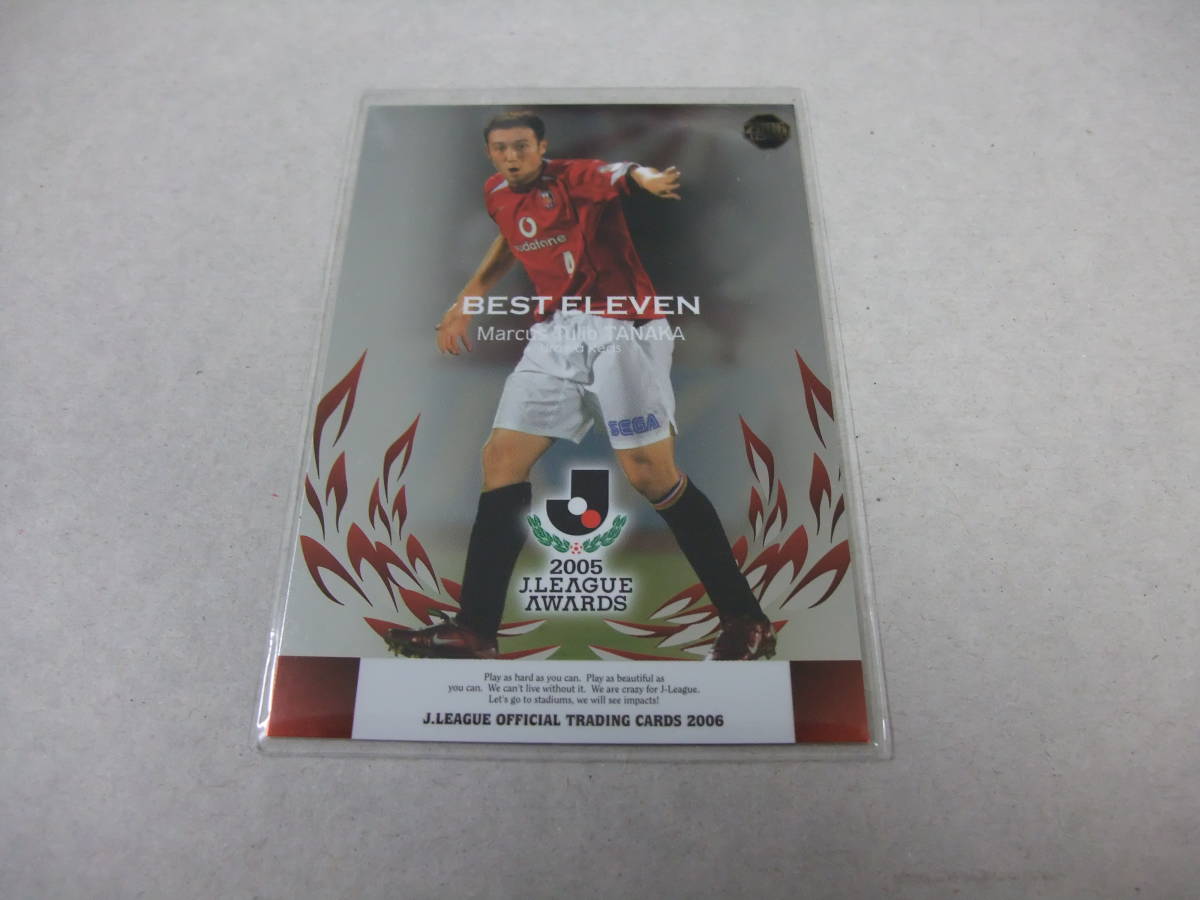 vodafone
BEST ELEVEN
Marcus Tulio TANAKA
Reds
SEGA
2005
J.LEAGUE
AWARDS
Play as hard as you can. Play as beautiful as
you can. We can't live without it. We are crazy for J-League.
Let's go to stadiums, we will see impacts!
J.LEAGUE OFFICIAL TRADING CARDS 2006